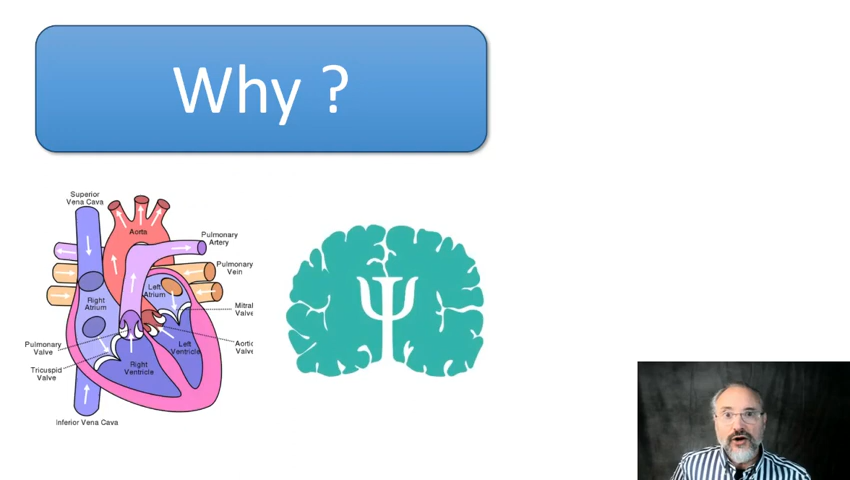 Why ?
Superior
Vena Cava
Aorta
Pulmonary
Artery
Pulmonary
Vein
Left
Atrium
Right
Atrium
Mitral
Valve
Pulmonary
Valve
Left
Ventricle
Aortic
Valve
Right
Ventricle
Tricuspid
Valve
Inferior Vena Cava
Ψ